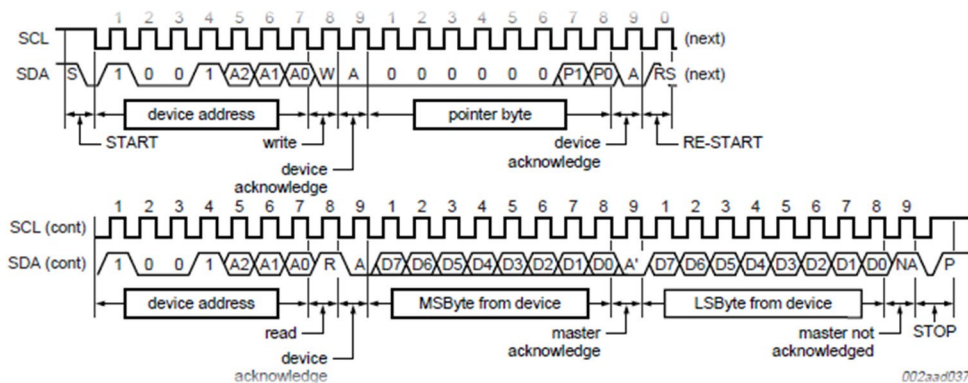 1 2 3 4 5 6 7 8 9 1 2 3 4 5 6 7 8 9 0
SCL (next)
SDA S 1 0 0 1 A2 A1 A0 W A 0 0 0 0 0 0 P1 P0 A RS (next)
device address pointer byte
START write device acknowledge device acknowledge RE-START
1 2 3 4 5 6 7 8 9 1 2 3 4 5 6 7 8 9 1 2 3 4 5 6 7 8 9
SCL (cont)
SDA (cont) 1 0 0 1 A2 A1 A0 R A D7 D6 D5 D4 D3 D2 D1 D0 A' D7 D6 D5 D4 D3 D2 D1 D0 NA P
device address MSByte from device LSByte from device
read device acknowledge master acknowledge master not acknowledged STOP
002aad037